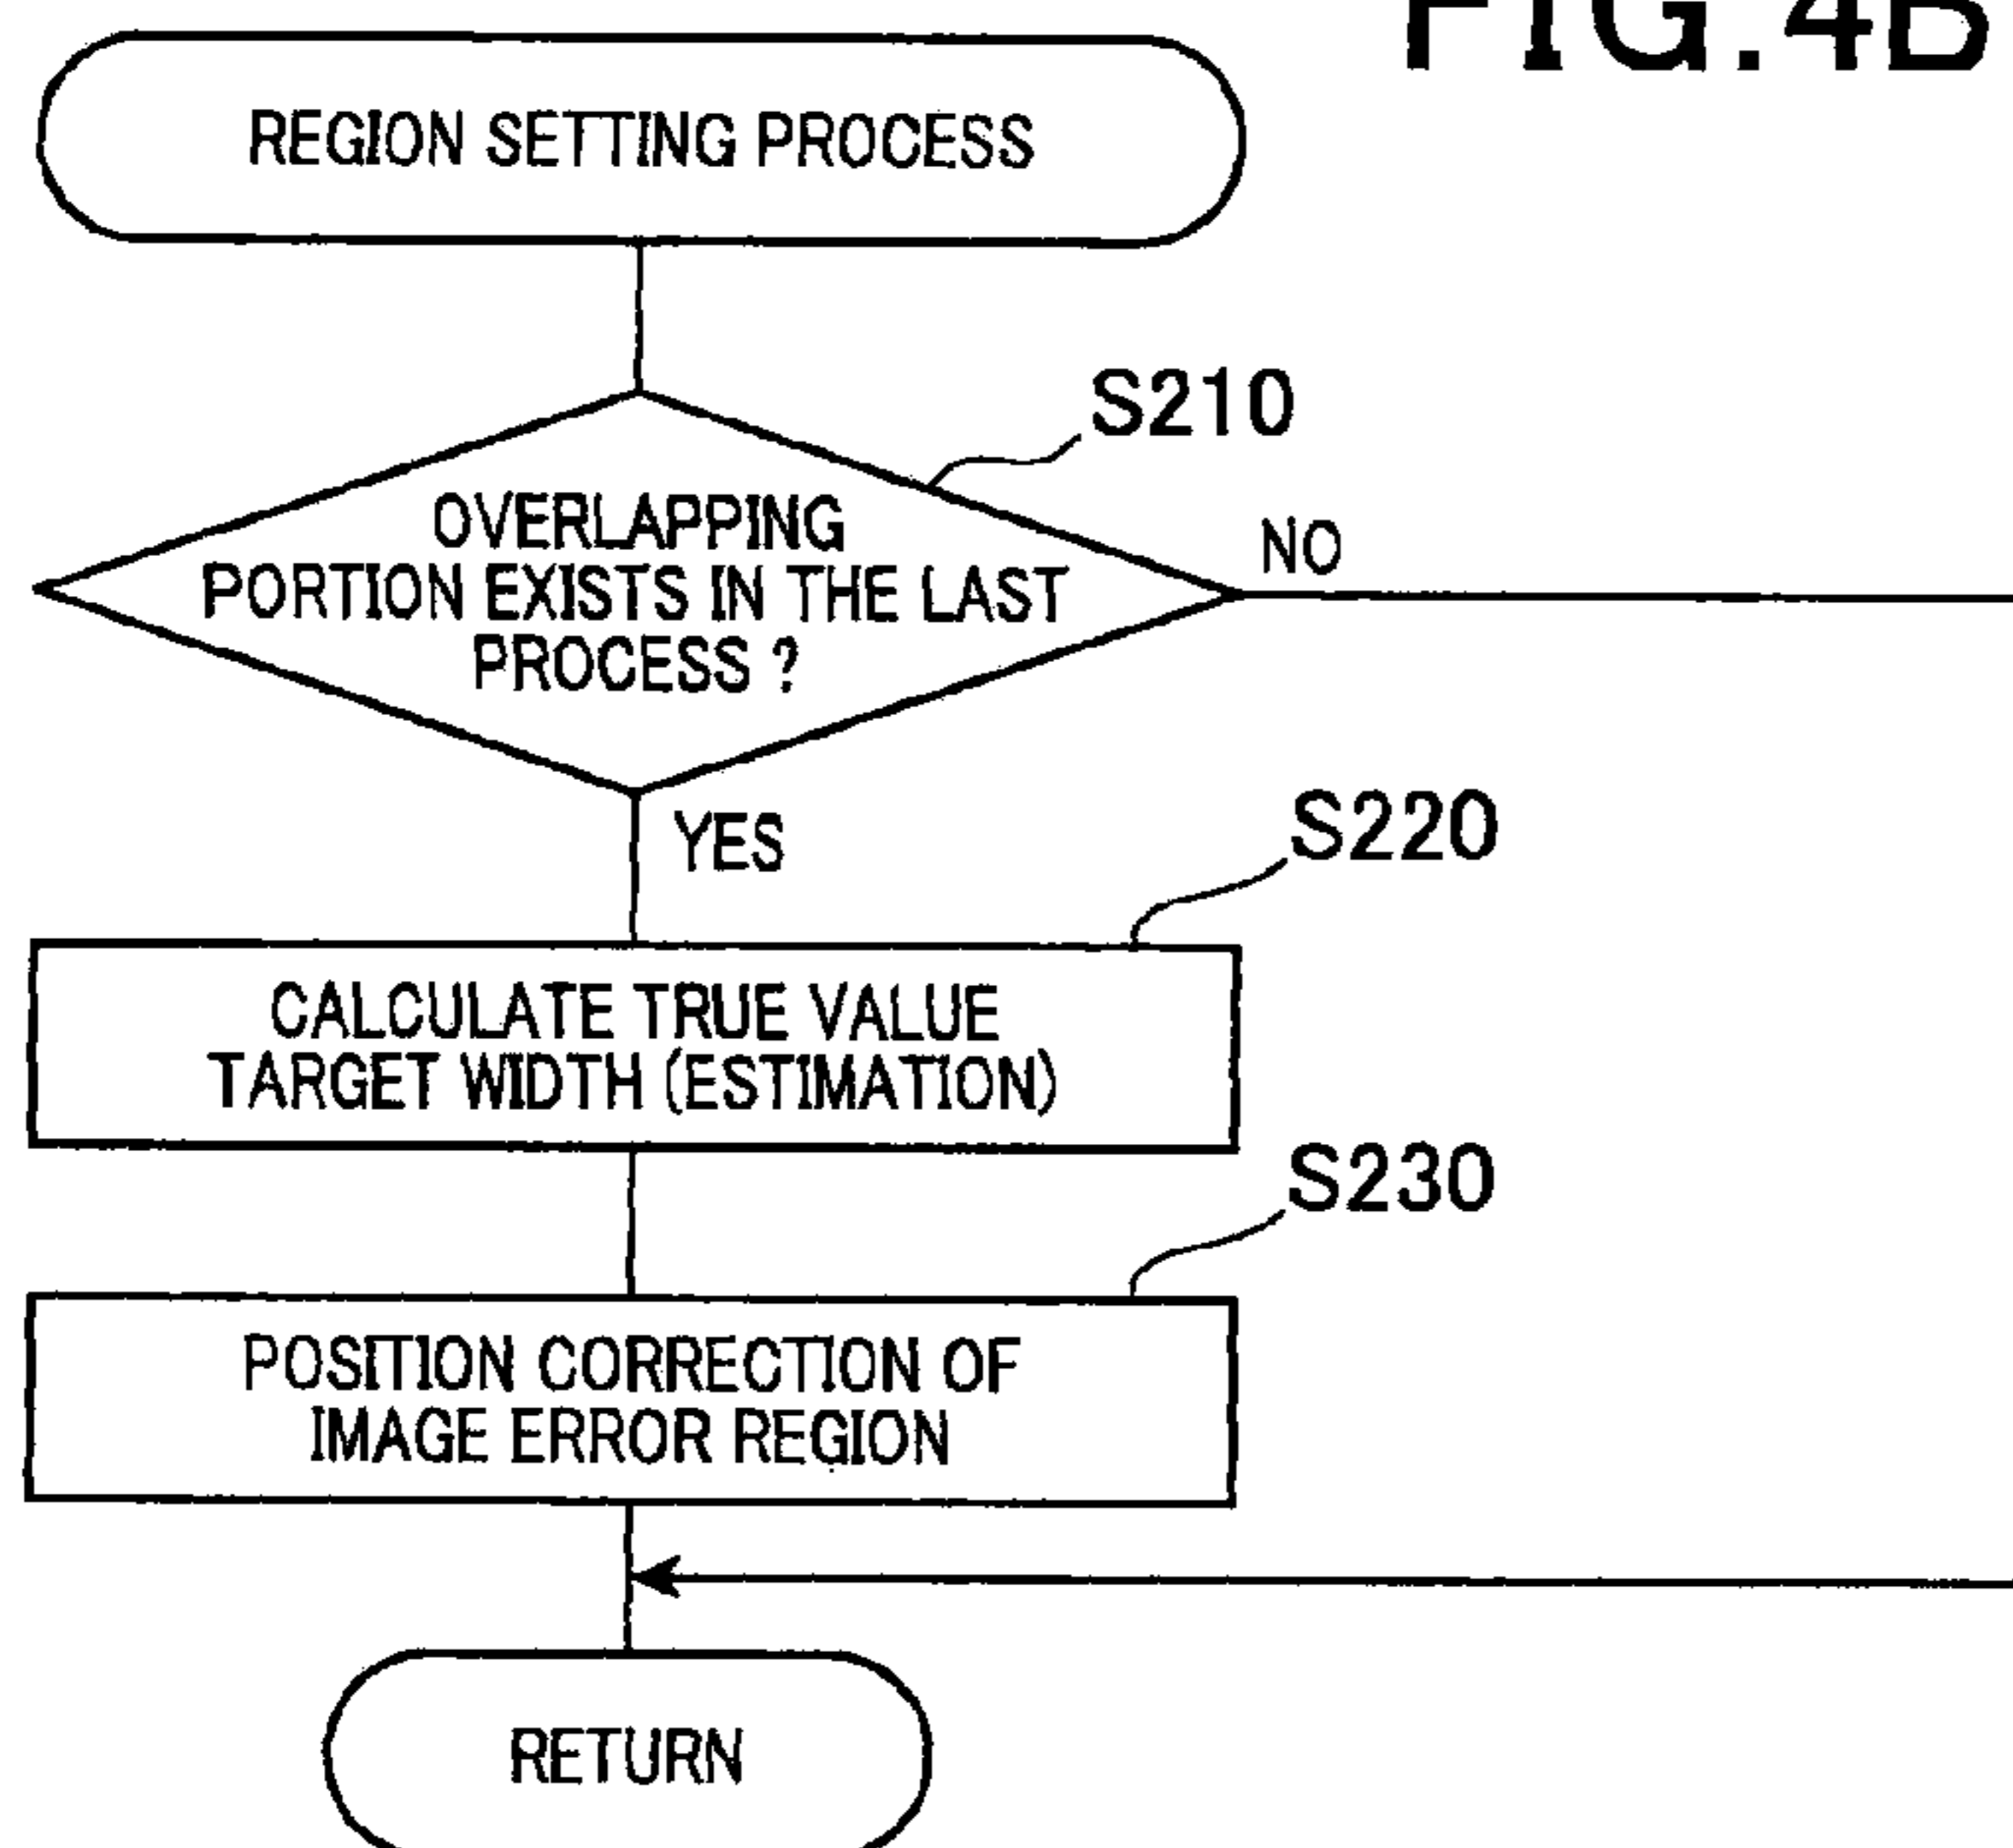 FIG.4B
REGION SETTING PROCESS
S210
OVERLAPPING
PORTION EXISTS IN THE LAST
PROCESS ?
NO
YES
S220
CALCULATE TRUE VALUE
TARGET WIDTH (ESTIMATION)
S230
POSITION CORRECTION OF
IMAGE ERROR REGION
RETURN